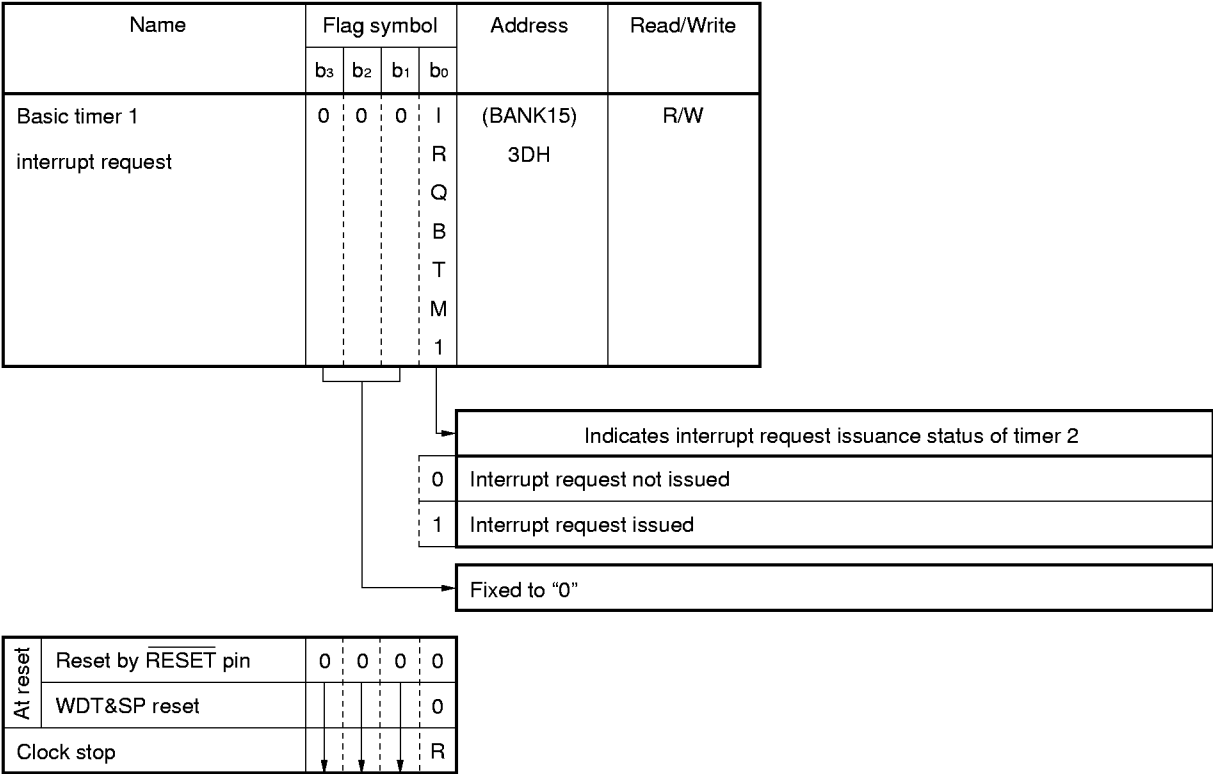 Name Flag symbol Address Read/Write
b3 b2 b1 b0
Basic timer 1 0 0 0 I (BANK15) R/W
interrupt request R 3DH
Q
B
T
M
1
Indicates interrupt request issuance status of timer 2
0 Interrupt request not issued
1 Interrupt request issued
Fixed to “0”
At reset
Reset by RESET pin 0 0 0 0
WDT&SP reset 0
Clock stop R